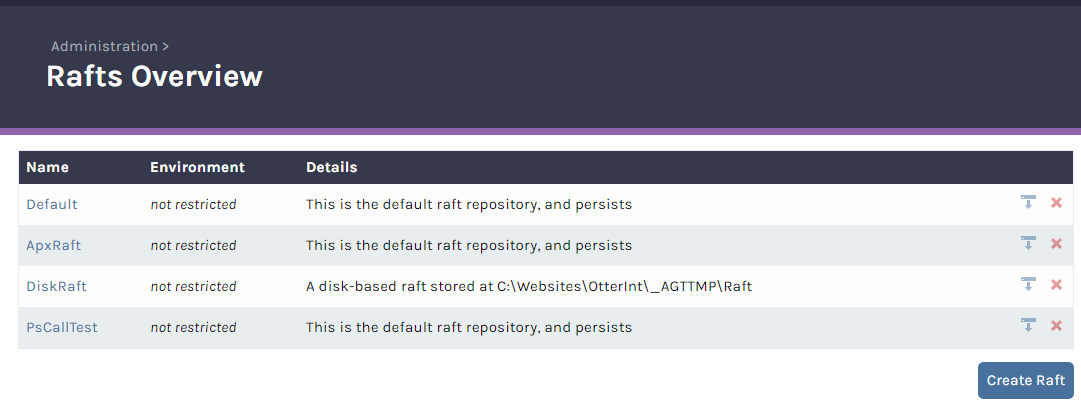 Administration >
Rafts Overview
Name Environment Details
Default not restricted This is the default raft repository, and persists
ApxRaft not restricted This is the default raft repository, and persists
DiskRaft not restricted A disk-based raft stored at C:\Websites\OtterInt\_AGTTMP\Raft
PsCallTest not restricted This is the default raft repository, and persists
Create Raft